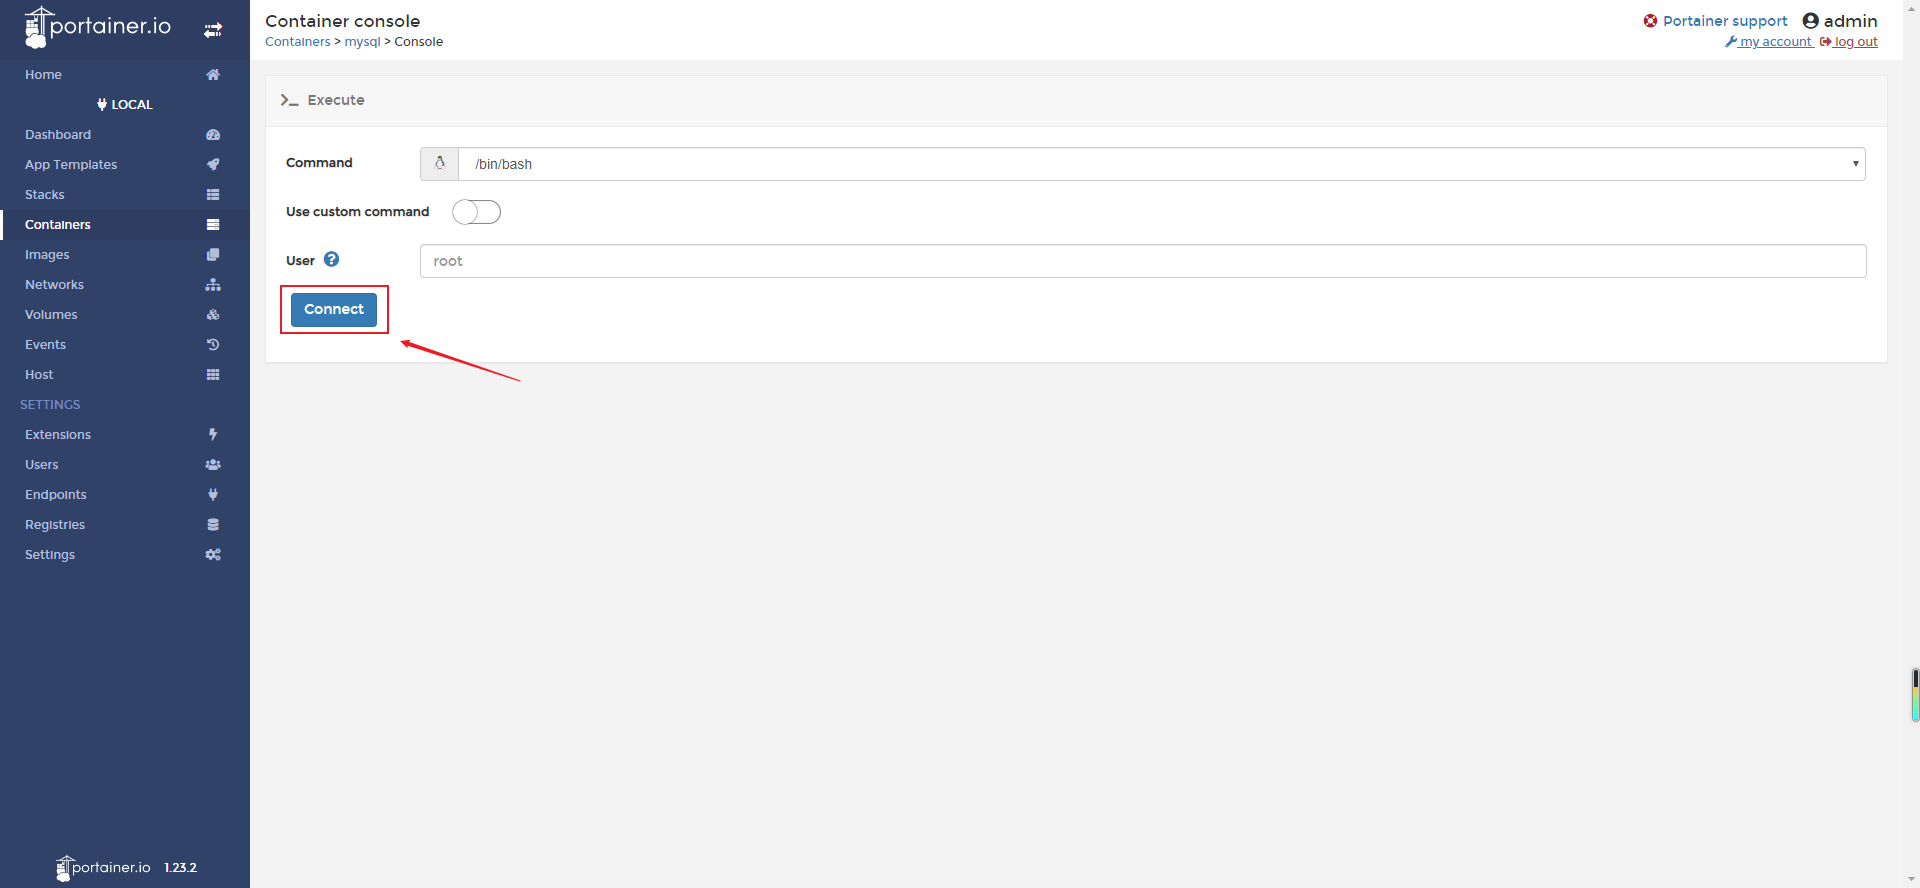 portainer.io
Home
LOCAL
Dashboard
App Templates
Stacks
Containers
Images
Networks
Volumes
Events
Host
SETTINGS
Extensions
Users
Endpoints
Registries
Settings
portainer.io 1.23.2
Container console
Containers > mysql > Console
Portainer support admin
my account log out
>_ Execute
Command /bin/bash
Use custom command
User ? root
Connect